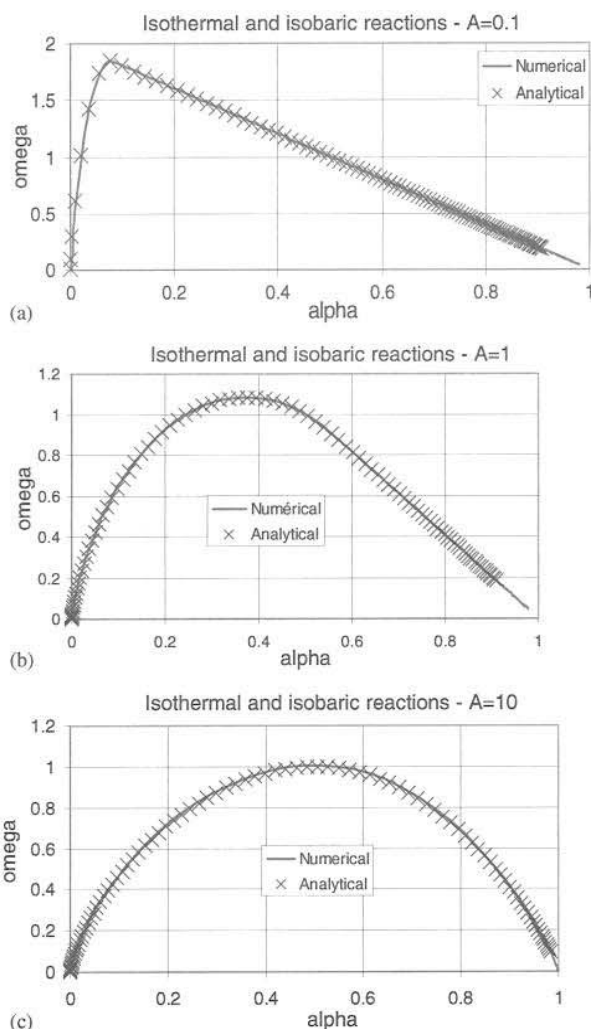 Isothermal and isobaric reactions - A=0.1
2
1.5
1
0.5
0
omega
Numerical
Analytical
0 0.2 0.4 0.6 0.8 1
alpha
(a)
Isothermal and isobaric reactions - A=1
1.2
1
0.8
0.6
0.4
0.2
0
omega
Numérical
Analytical
0 0.2 0.4 0.6 0.8 1
alpha
(b)
Isothermal and isobaric reactions - A=10
1.2
1
0.8
0.6
0.4
0.2
0
omega
Numerical
Analytical
0 0.2 0.4 0.6 0.8 1
alpha
(c)